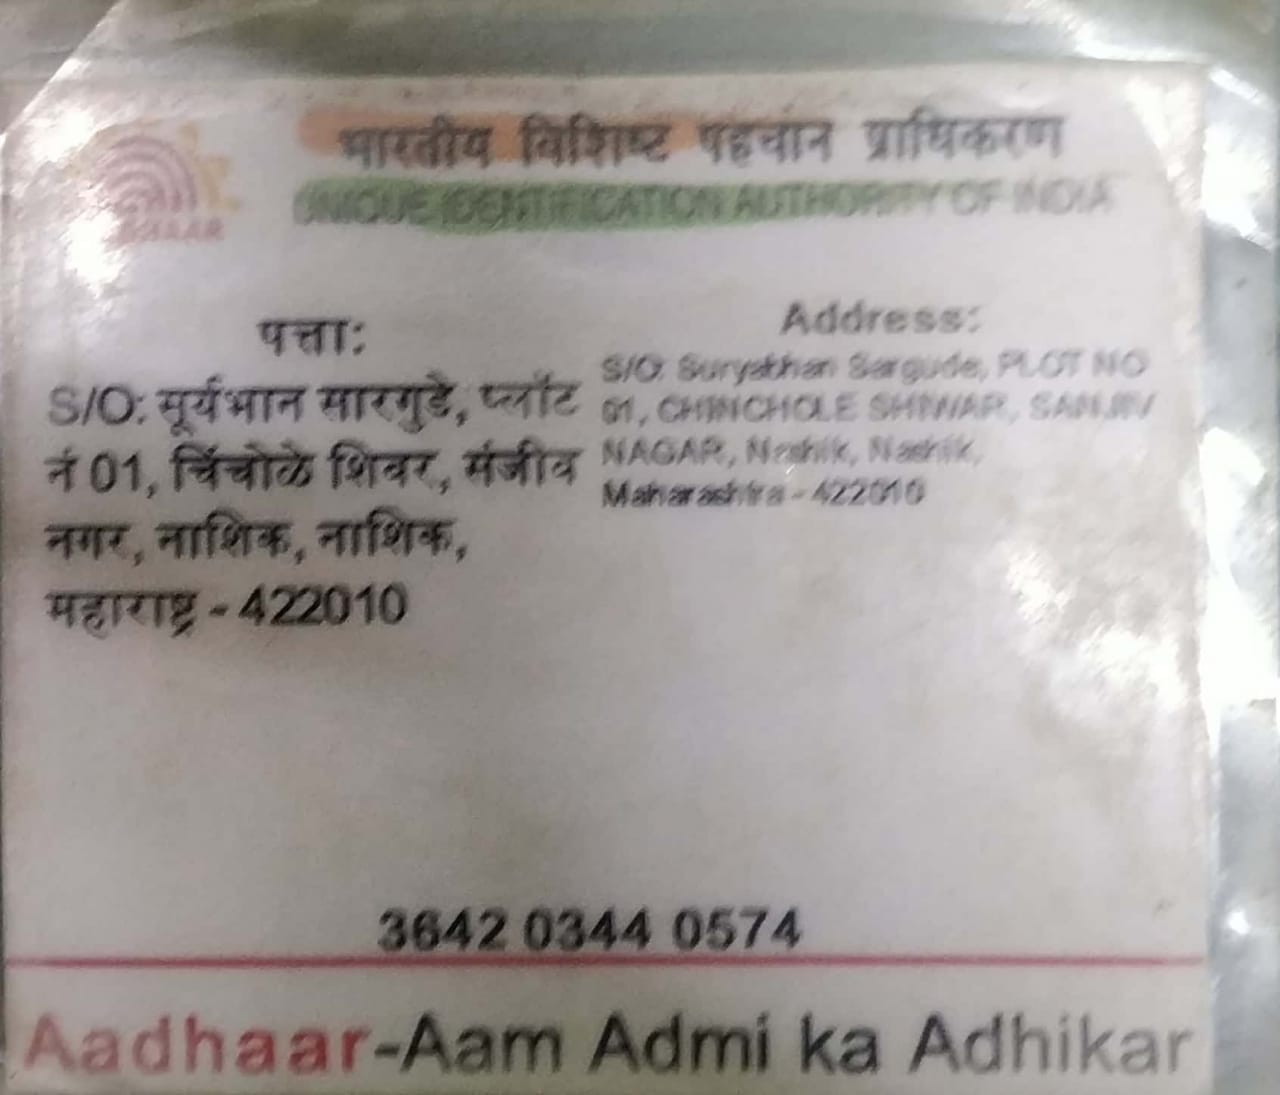 भारतीय विशिष्ट पहचान प्राधिकरण
UNIQUE IDENTIFICATION AUTHORITY OF INDIA
पत्ता:
S/O: सूर्यभान सारगुडे, प्लॉट
नं 01, चिंचोळे शिवर, संजीव
नगर, नाशिक, नाशिक,
महाराष्ट्र - 422010
Address:
S/O: Suryabhan Sargude, PLOT NO
01, CHINCHOLE SHIWAR, SANJIV
NAGAR, Nashik, Nashik,
Maharashtra - 422010
3642 0344 0574
Aadhaar-Aam Admi ka Adhikar